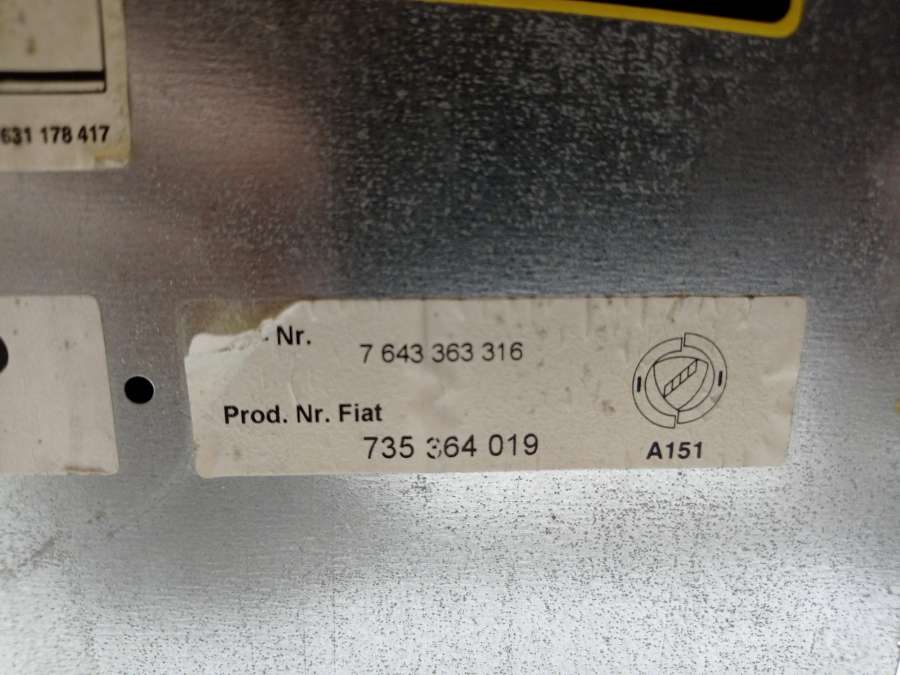 631 178 417
Nr.
7 643 363 316
Prod. Nr. Fiat
735 364 019
A151